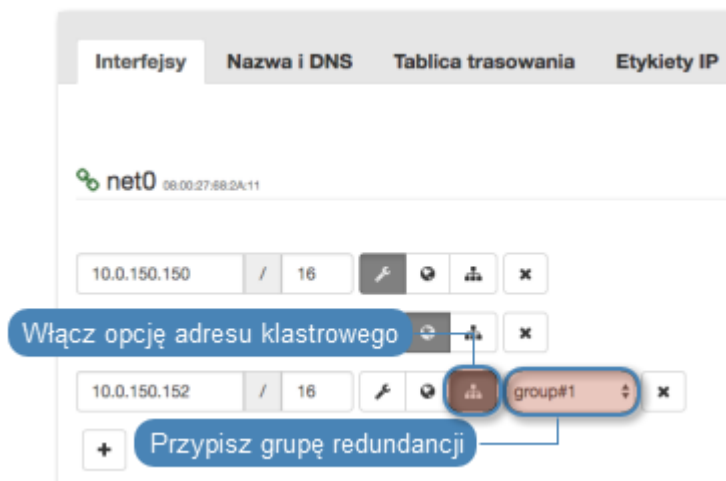 Interfejsy Nazwa i DNS Tablica trasowania Etykiety IP
net0 08:00:27:68:2A:11
10.0.150.150 / 16
Włącz opcję adresu klastrowego
10.0.150.152 / 16 group#1
Przypisz grupę redundancji